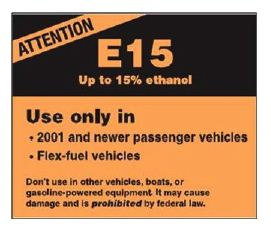 ATTENTION
E15
Up to 15% ethanol
Use only in
• 2001 and newer passenger vehicles
• Flex-fuel vehicles
Don't use in other vehicles, boats, or
gasoline-powered equipment. It may cause
damage and is prohibited by federal law.